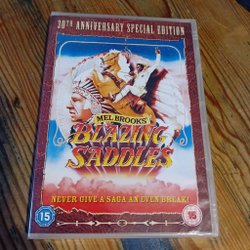 30TH ANNIVERSARY SPECIAL EDITION
MEL BROOKS'
BLAZING
SADDLES
NEVER GIVE A SAGA AN EVEN BREAK!
15
15